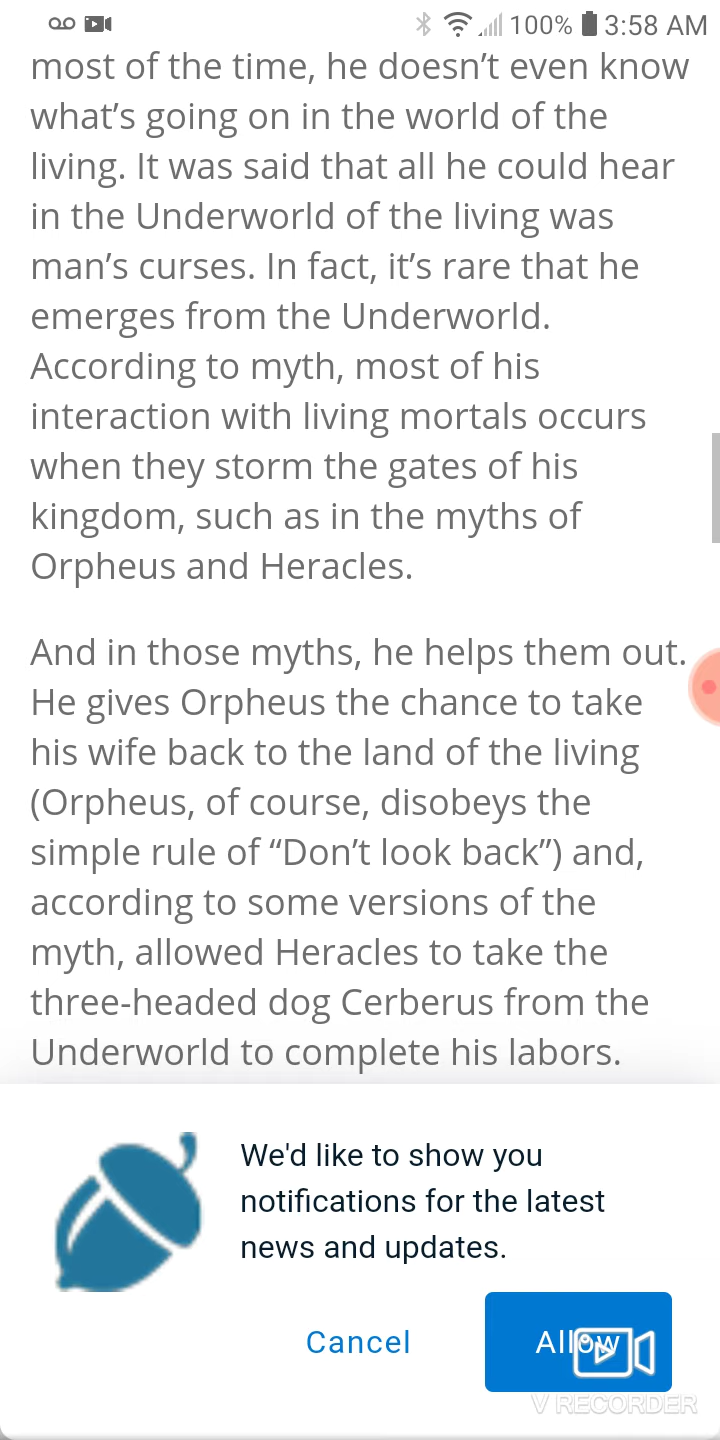 100% 3:58 AM
most of the time, he doesn’t even know
what’s going on in the world of the
living. It was said that all he could hear
in the Underworld of the living was
man’s curses. In fact, it’s rare that he
emerges from the Underworld.
According to myth, most of his
interaction with living mortals occurs
when they storm the gates of his
kingdom, such as in the myths of
Orpheus and Heracles.
And in those myths, he helps them out.
He gives Orpheus the chance to take
his wife back to the land of the living
(Orpheus, of course, disobeys the
simple rule of “Don’t look back”) and,
according to some versions of the
myth, allowed Heracles to take the
three-headed dog Cerberus from the
Underworld to complete his labors.
We'd like to show you
notifications for the latest
news and updates.
Cancel Allow
V RECORDER